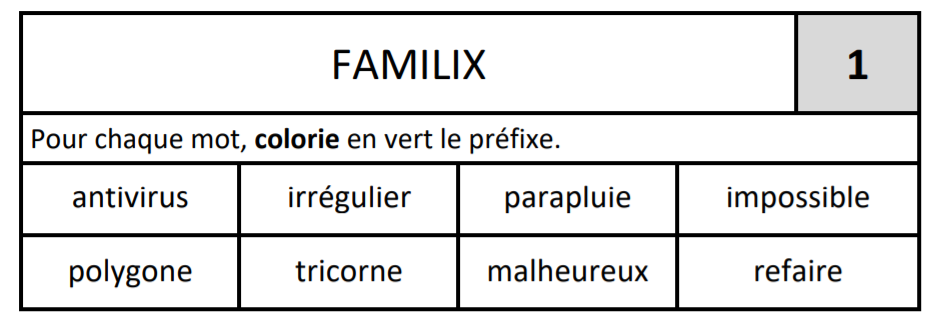 FAMILIX 1
Pour chaque mot, colorie en vert le préfixe.
antivirus irrégulier parapluie impossible
polygone tricorne malheureux refaire